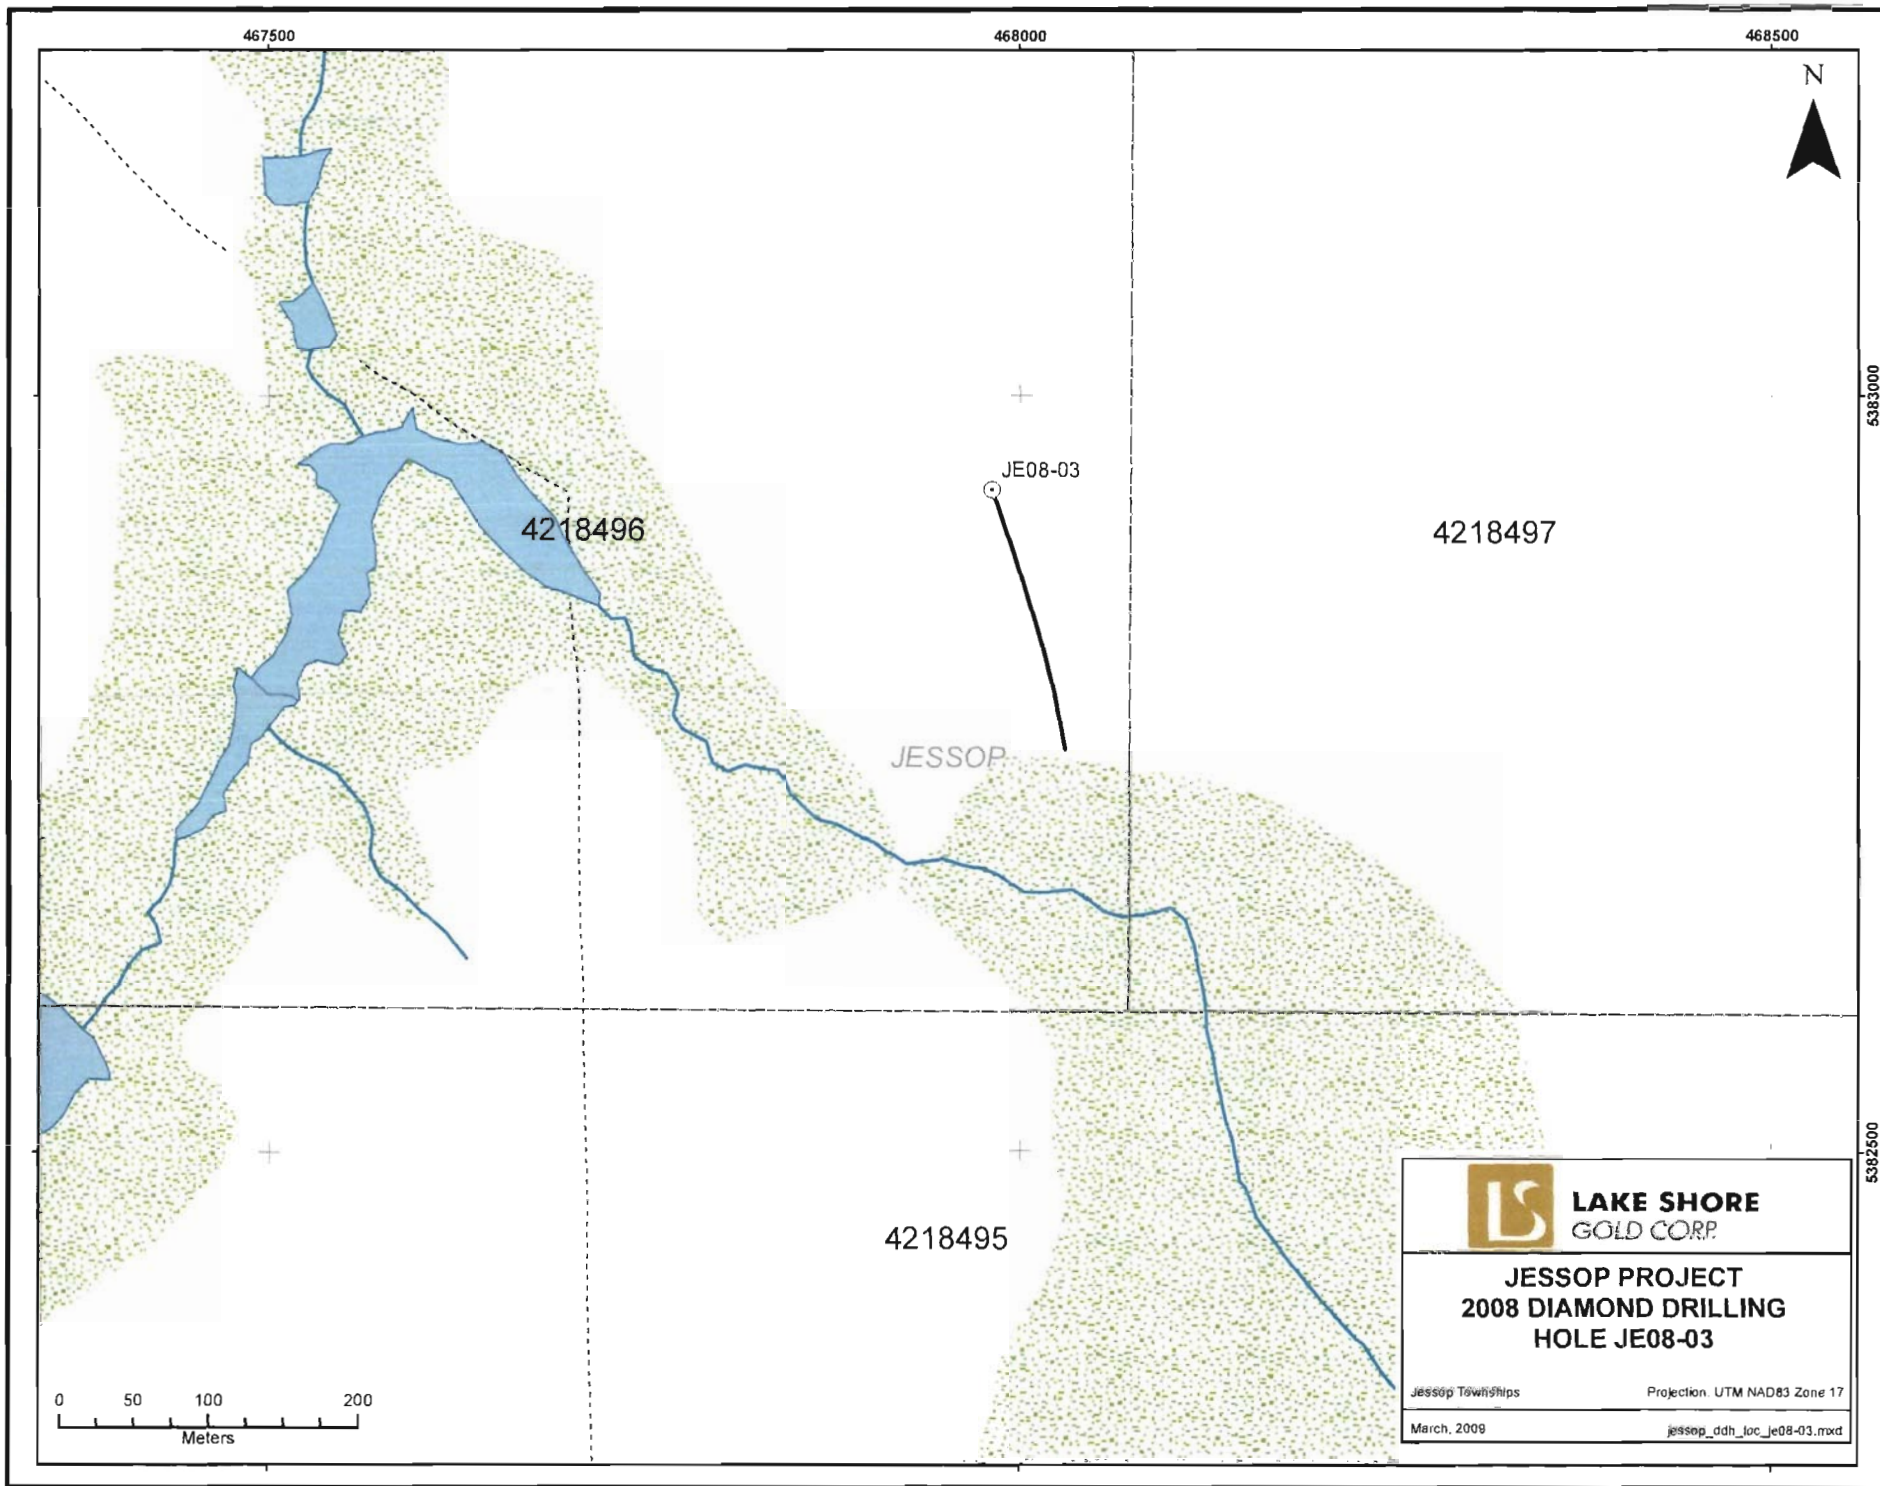 467500 468000 468500
N
5383000
JE08-03
4218496
4218497
JESSOP
5382500
4218495
LS
LAKE SHORE
GOLD CORP.
JESSOP PROJECT
2008 DIAMOND DRILLING
HOLE JE08-03
Jessop Townships Projection: UTM NAD83 Zone 17
March, 2009 jessop_ddh_loc_je08-03.mxd
0 50 100 200
Meters